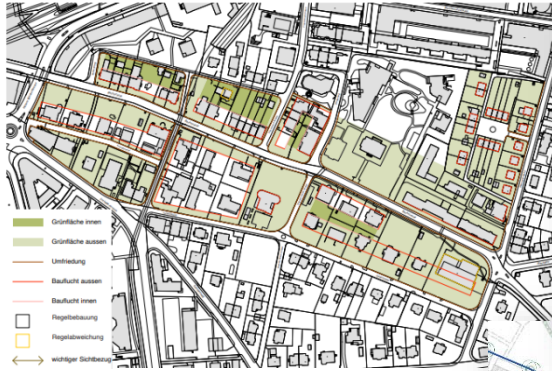 Grünfläche innen
Grünfläche aussen
Umfriedung
Bauflucht aussen
Bauflucht innen
Regelbebauung
Regelabweichung
wichtiger Sichtbezug